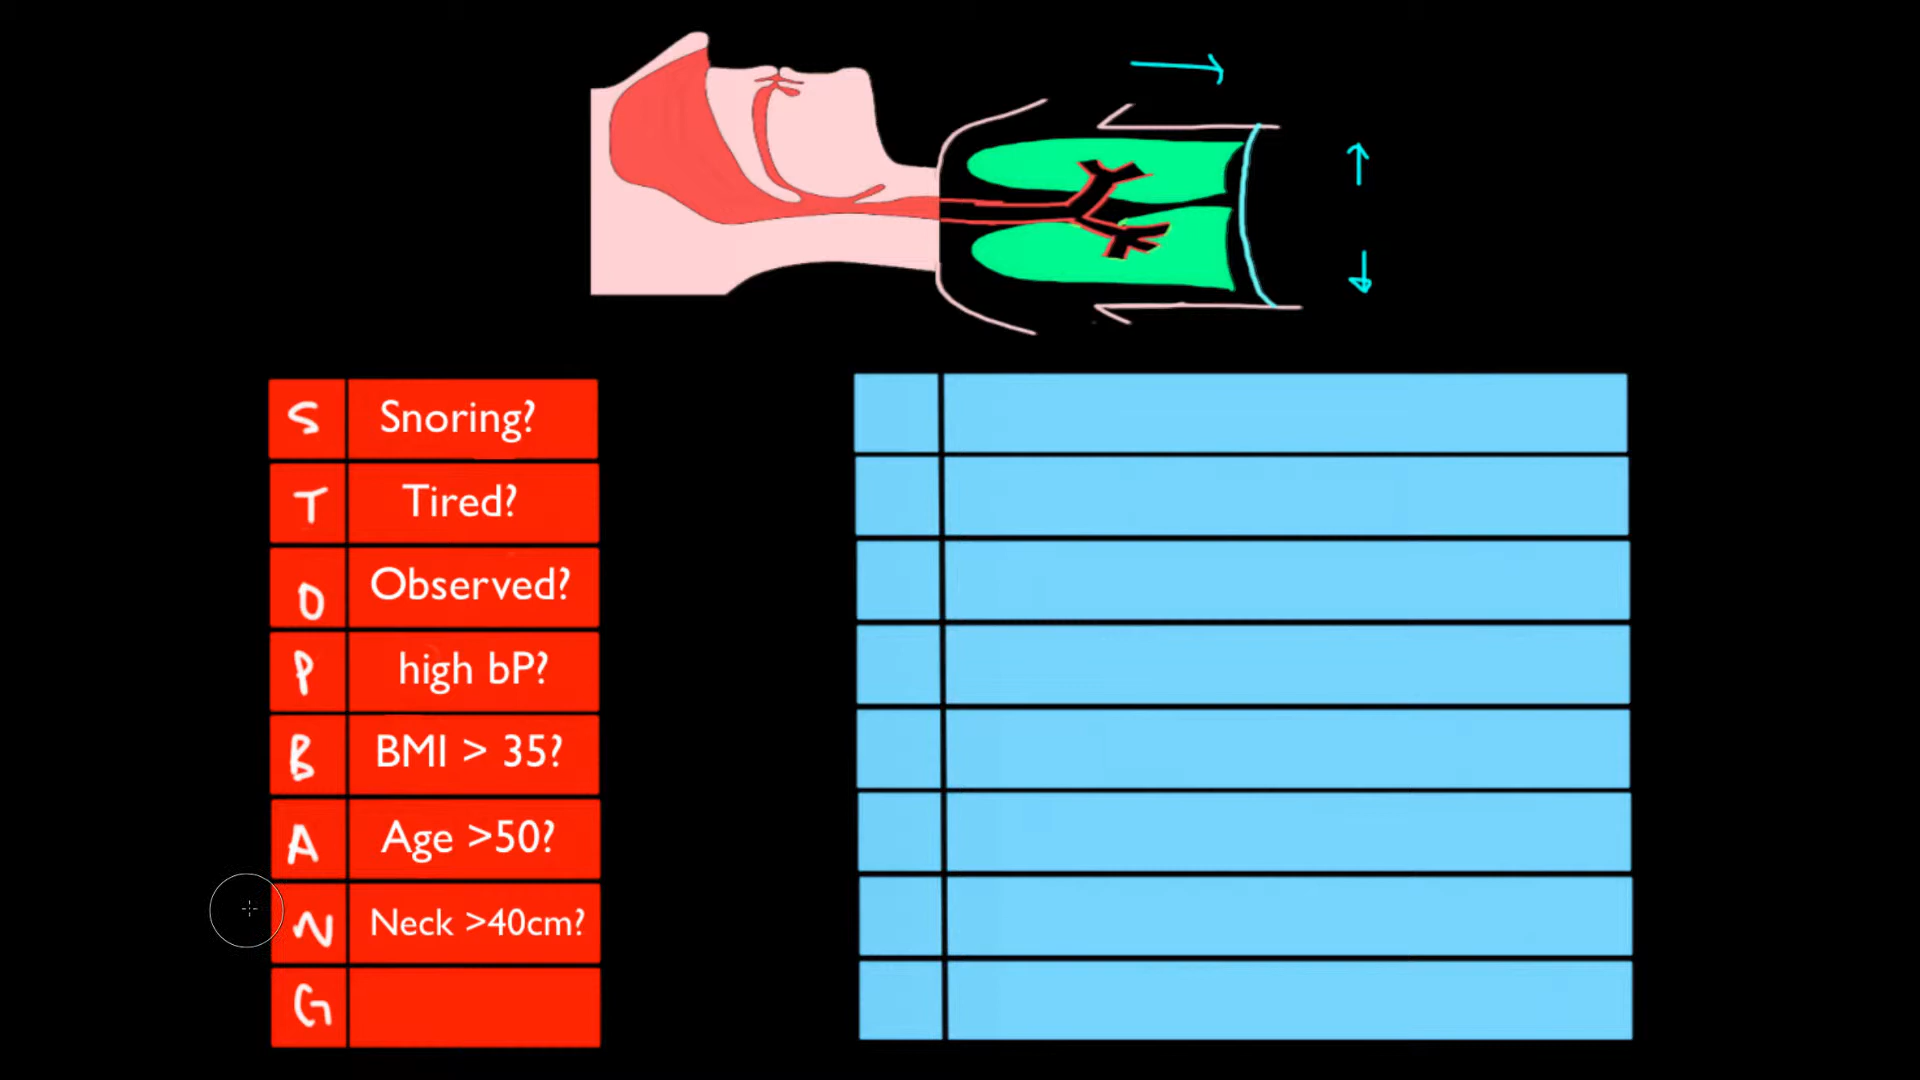 S Snoring?
T Tired?
O Observed?
P high bP?
B BMI > 35?
A Age >50?
N Neck >40cm?
G